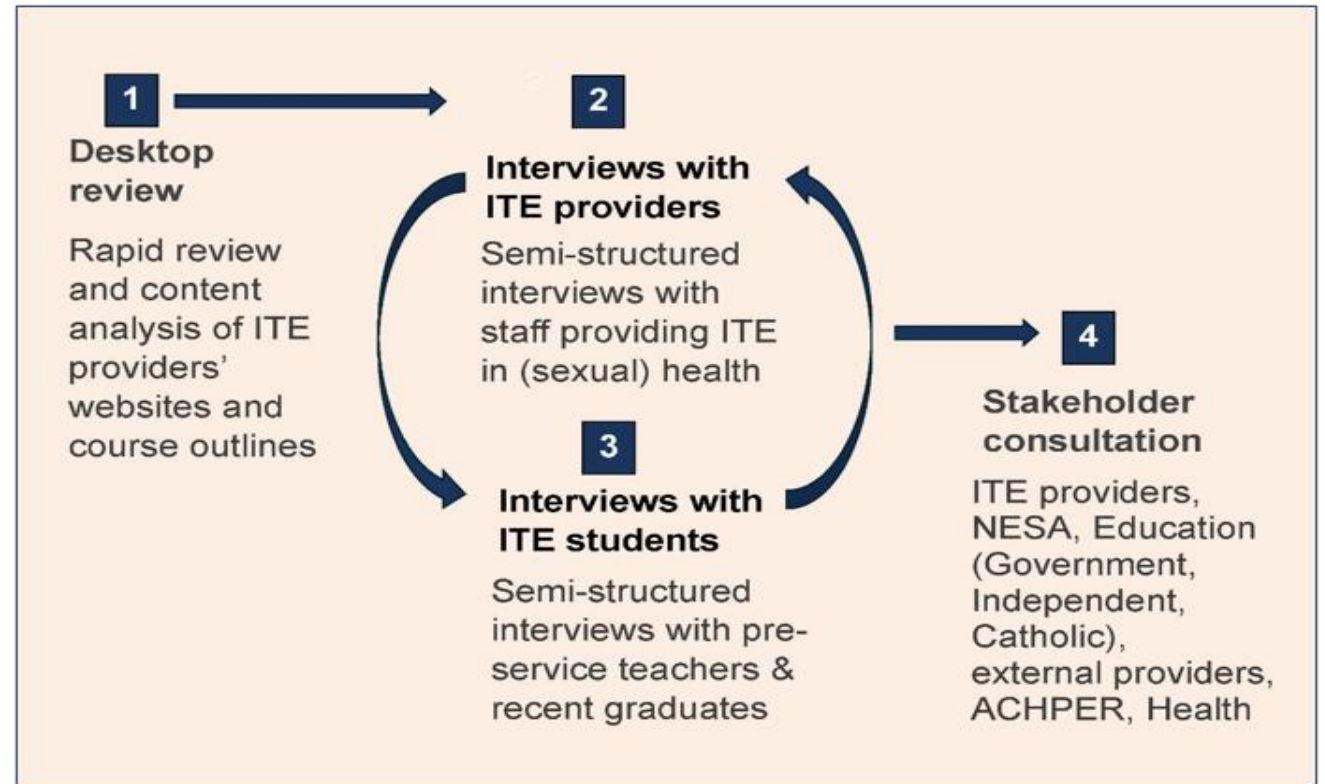 1
Desktop
review
Rapid review
and content
analysis of ITE
providers’
websites and
course outlines
2
Interviews with
ITE providers
Semi-structured
interviews with
staff providing ITE
in (sexual) health
3
Interviews with
ITE students
Semi-structured
interviews with pre-
service teachers &
recent graduates
4
Stakeholder
consultation
ITE providers,
NESA, Education
(Government,
Independent,
Catholic),
external providers,
ACHPER, Health